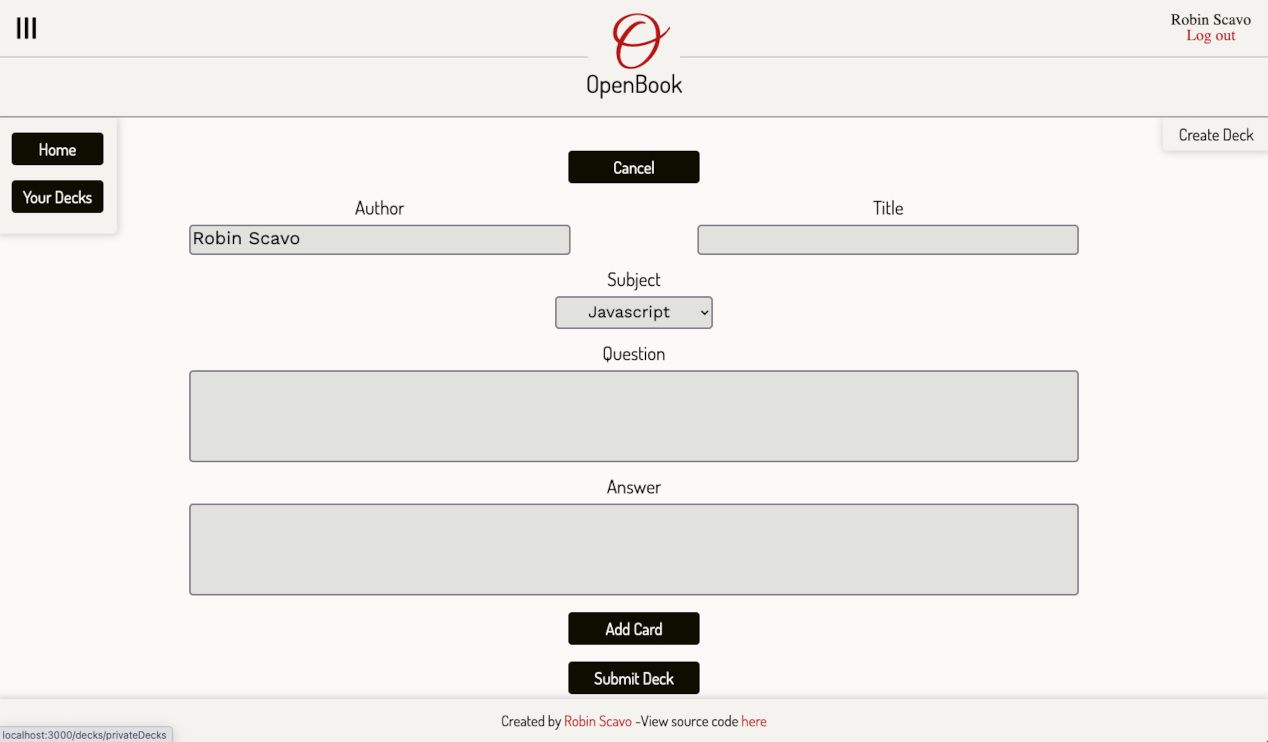 Robin Scavo
Log out
O
OpenBook
Home
Your Decks
Create Deck
Cancel
Author
Title
Robin Scavo
Subject
Javascript
Question
Answer
Add Card
Submit Deck
Created by Robin Scavo -View source code here
localhost:3000/decks/privateDecks